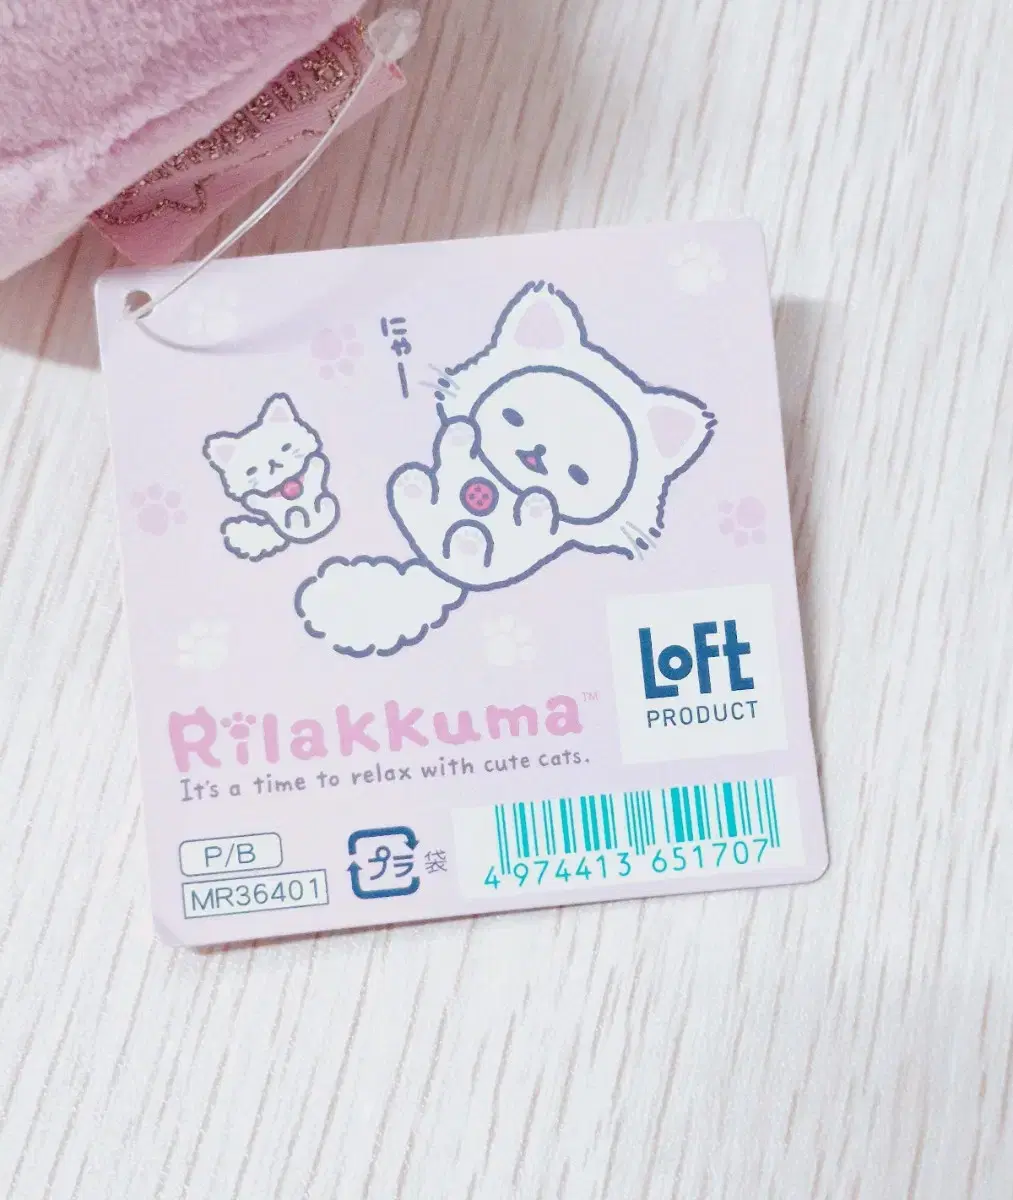 にゃー
Rilakkuma™
It's a time to relax with cute cats.
Loft
PRODUCT
P/B
MR36401
プラ
袋
4 974413 651707